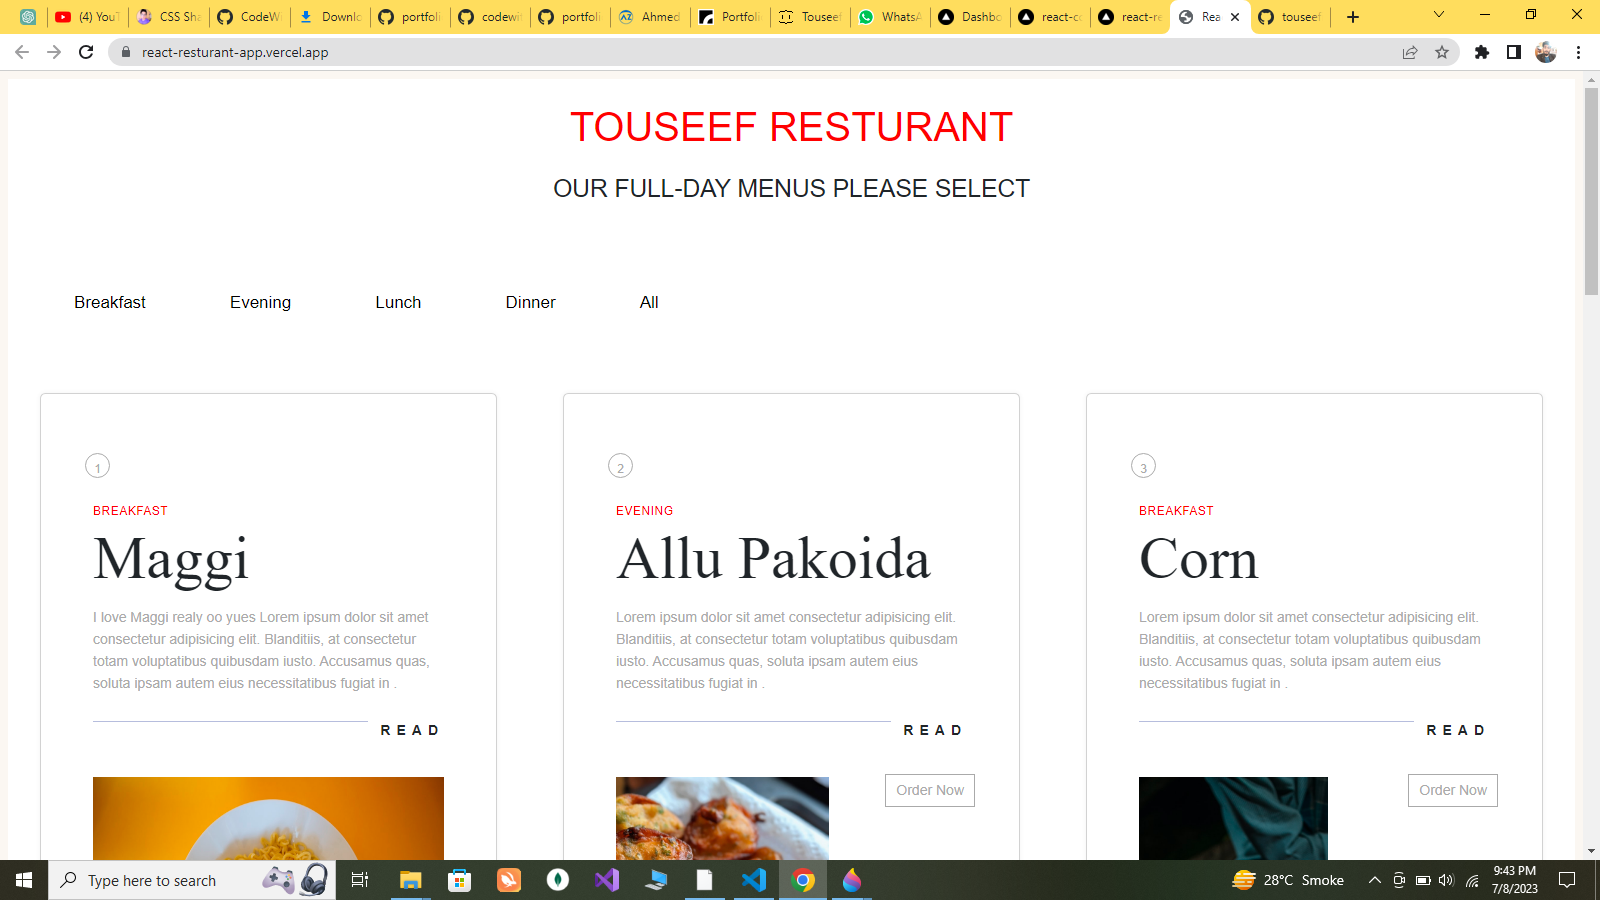 (4) YouT
CSS Sha
CodeWi
Downlo
portfoli
codewit
portfoli
Ahmed
Portfoli
Touseef
WhatsA
Dashbo
react-co
react-re
Rea
touseef
react-resturant-app.vercel.app
TOUSEEF RESTURANT
OUR FULL-DAY MENUS PLEASE SELECT
Breakfast Evening Lunch Dinner All
1
BREAKFAST
Maggi
I love Maggi realy oo yues Lorem ipsum dolor sit amet
consectetur adipisicing elit. Blanditiis, at consectetur
totam voluptatibus quibusdam iusto. Accusamus quas,
soluta ipsam autem eius necessitatibus fugiat in .
READ
2
EVENING
Allu Pakoida
Lorem ipsum dolor sit amet consectetur adipisicing elit.
Blanditiis, at consectetur totam voluptatibus quibusdam
iusto. Accusamus quas, soluta ipsam autem eius
necessitatibus fugiat in .
READ
Order Now
3
BREAKFAST
Corn
Lorem ipsum dolor sit amet consectetur adipisicing elit.
Blanditiis, at consectetur totam voluptatibus quibusdam
iusto. Accusamus quas, soluta ipsam autem eius
necessitatibus fugiat in .
READ
Order Now
Type here to search
28°C Smoke
9:43 PM
7/8/2023